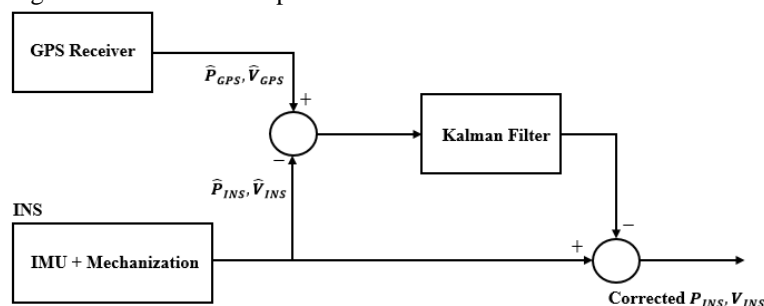 GPS Receiver
P̂_GPS, V̂_GPS
+
Kalman Filter
−
P̂_INS, V̂_INS
INS
−
IMU + Mechanization
+
Corrected P_INS, V_INS